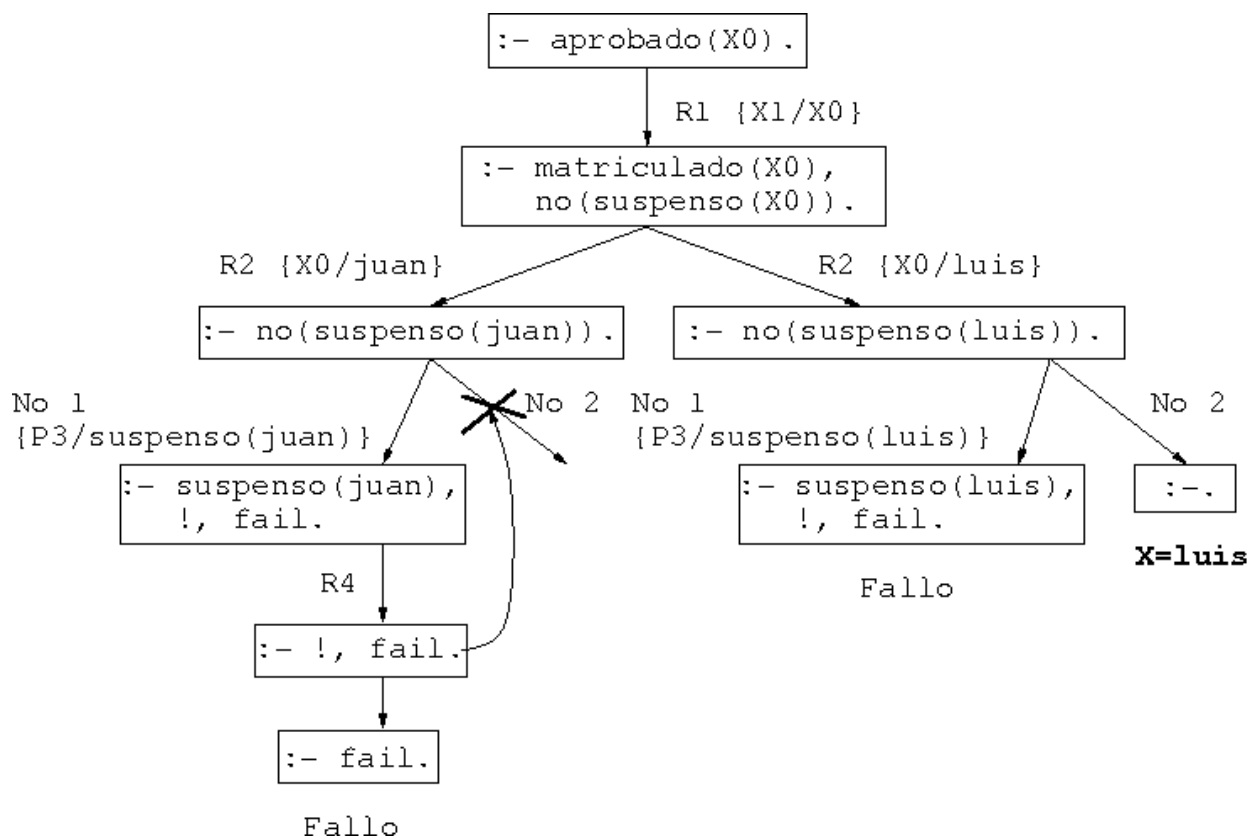 :- aprobado(X0).
R1 {X1/X0}
:- matriculado(X0),
no(suspenso(X0)).
R2 {X0/juan}
R2 {X0/luis}
:- no(suspenso(juan)).
:- no(suspenso(luis)).
No 1
{P3/suspenso(juan)}
No 2
No 1
{P3/suspenso(luis)}
No 2
:- suspenso(juan),
!, fail.
:- suspenso(luis),
!, fail.
:-.
X=luis
Fallo
R4
:- !, fail.
:- fail.
Fallo